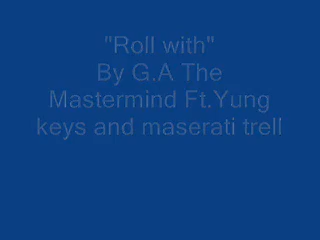 "Roll with"
By G.A The
Mastermind Ft.Yung
keys and maserati trell